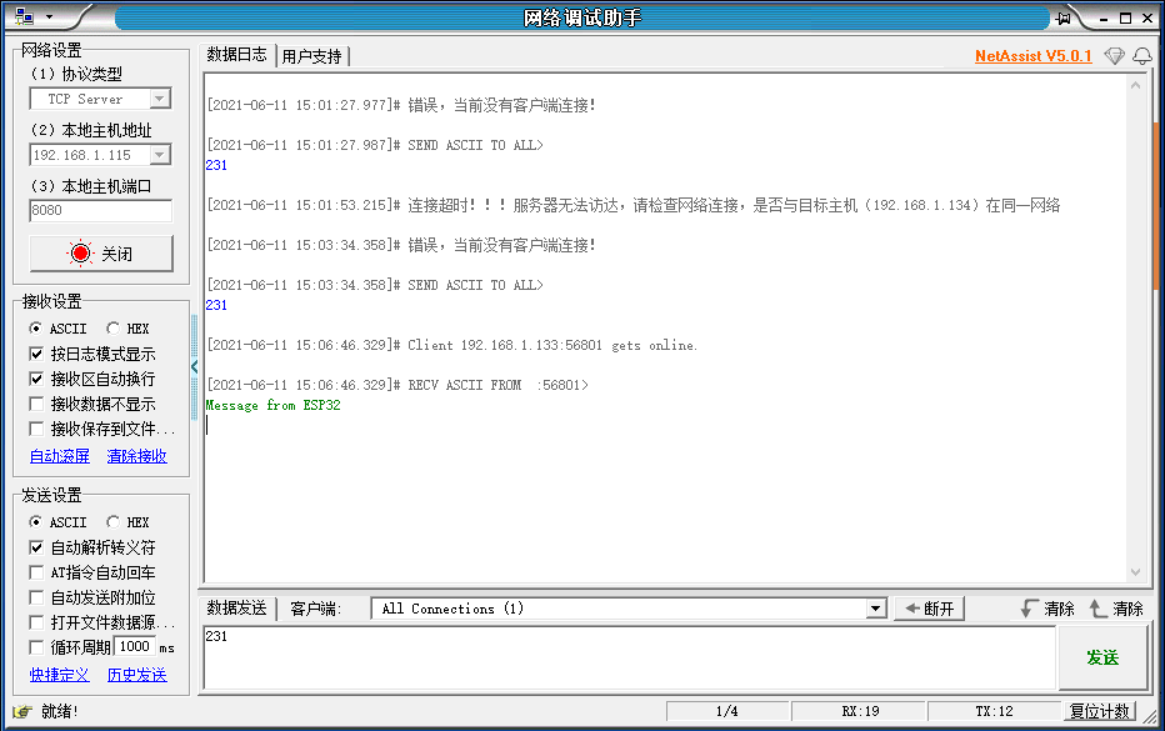 网络调试助手
网络设置
(1) 协议类型
TCP Server
(2) 本地主机地址
192.168.1.115
(3) 本地主机端口
8080
关闭
接收设置
ASCII HEX
按日志模式显示
接收区自动换行
接收数据不显示
接收保存到文件...
自动滚屏 清除接收
发送设置
ASCII HEX
自动解析转义符
AT指令自动回车
自动发送附加位
打开文件数据源...
循环周期 1000 ms
快捷定义 历史发送
数据日志 用户支持 NetAssist V5.0.1
[2021-06-11 15:01:27.977]# 错误，当前没有客户端连接!
[2021-06-11 15:01:27.987]# SEND ASCII TO ALL>
231
[2021-06-11 15:01:53.215]# 连接超时！！！服务器无法访达，请检查网络连接，是否与目标主机（192.168.1.134）在同一网络
[2021-06-11 15:03:34.358]# 错误，当前没有客户端连接!
[2021-06-11 15:03:34.358]# SEND ASCII TO ALL>
231
[2021-06-11 15:06:46.329]# Client 192.168.1.133:56801 gets online.
[2021-06-11 15:06:46.329]# RECV ASCII FROM :56801>
Message from ESP32
数据发送 客户端: All Connections (1) 断开 清除 清除
231
发送
就绪! 1/4 RX:19 TX:12 复位计数